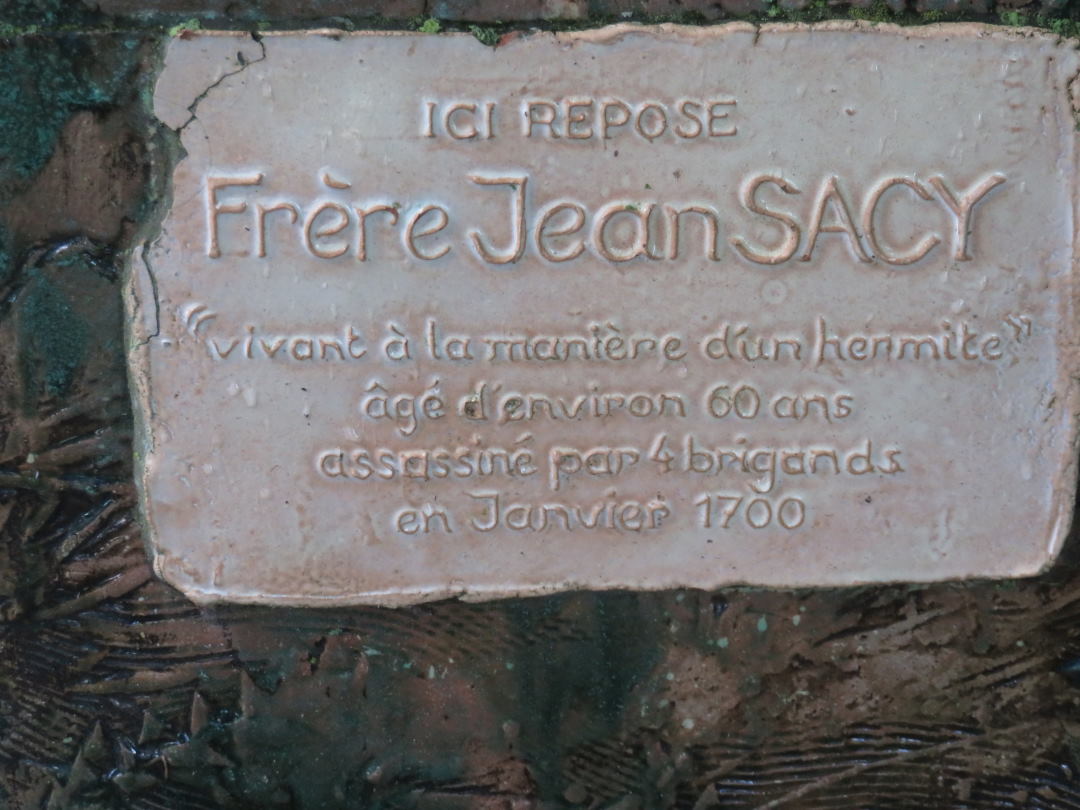 ICI REPOSE
Frère Jean SACY
"vivant à la manière d'un hermite"
âgé d'environ 60 ans
assassiné par 4 brigands
en Janvier 1700